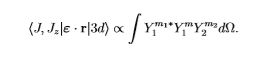 ⟨J, J_z|𝜺 · 𝐫|3d⟩ ∝ ∫ Y_1^{m_1*} Y_1^m Y_2^{m_2} dΩ.